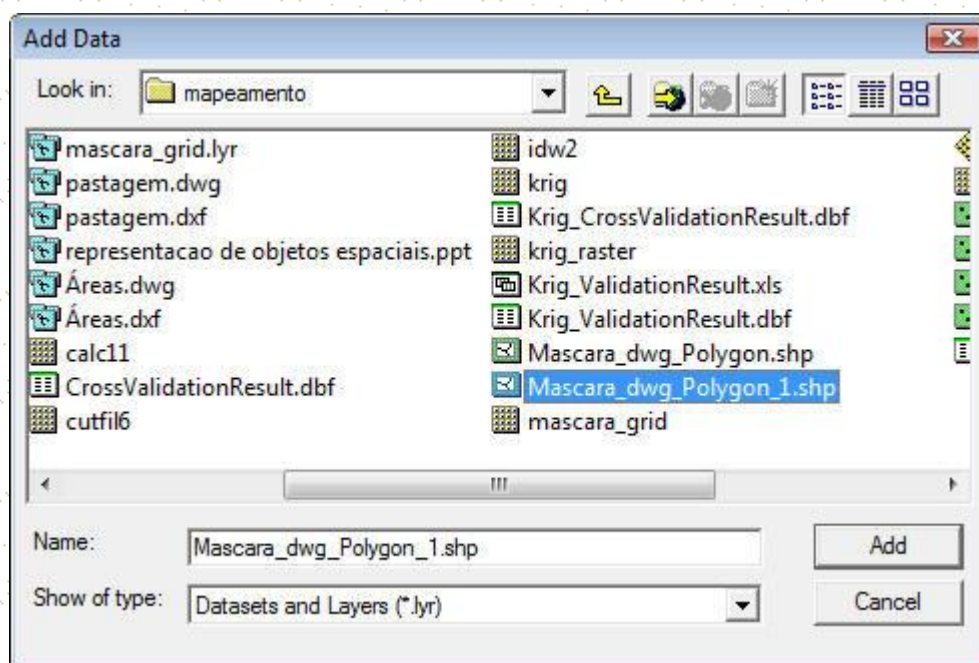 Add Data
Look in: mapeamento
mascara_grid.lyr
pastagem.dwg
pastagem.dxf
representacao de objetos espaciais.ppt
Áreas.dwg
Áreas.dxf
calc11
CrossValidationResult.dbf
cutfil6
idw2
krig
Krig_CrossValidationResult.dbf
krig_raster
Krig_ValidationResult.xls
Krig_ValidationResult.dbf
Mascara_dwg_Polygon.shp
Mascara_dwg_Polygon_1.shp
mascara_grid
Name: Mascara_dwg_Polygon_1.shp
Add
Show of type: Datasets and Layers (*.lyr)
Cancel